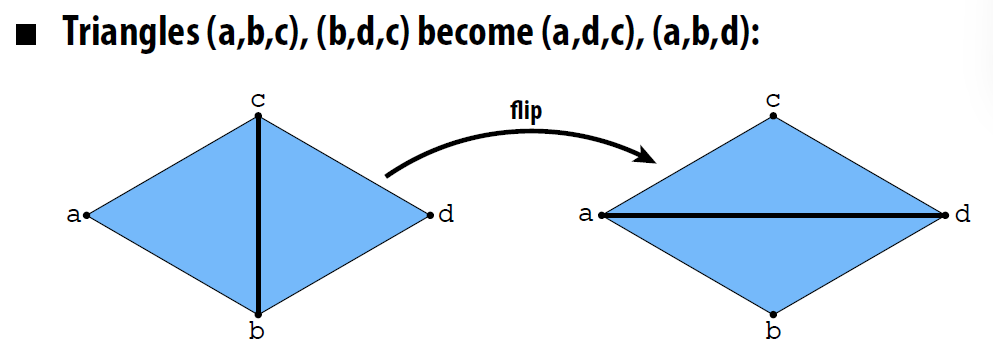 ■ Triangles (a,b,c), (b,d,c) become (a,d,c), (a,b,d):
c
flip
c
a
d
a
d
b
b